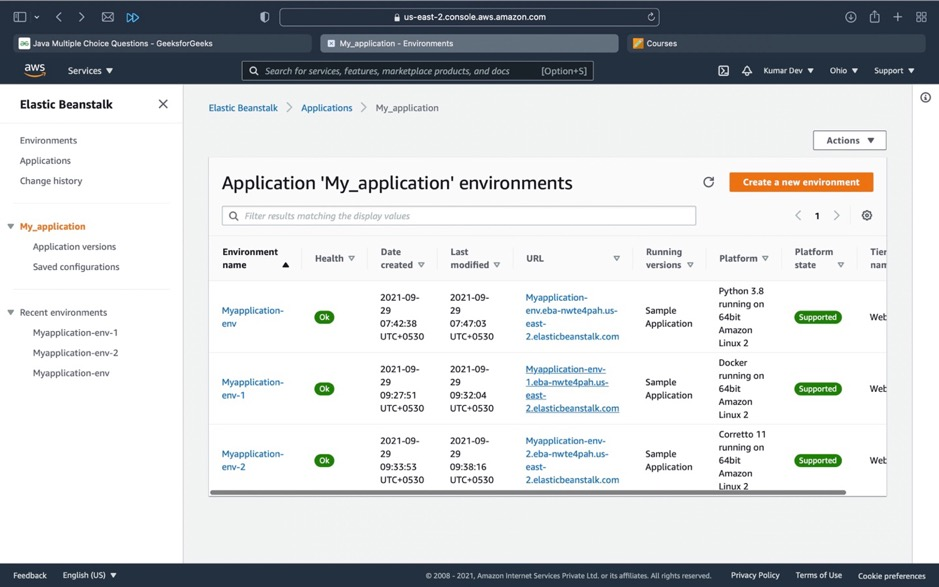 us-east-2.console.aws.amazon.com
Java Multiple Choice Questions - GeeksforGeeks
My_application - Environments
Courses
aws
Services
Search for services, features, marketplace products, and docs
[Option+S]
Kumar Dev
Ohio
Support
Elastic Beanstalk
Environments
Applications
Change history
My_application
Application versions
Saved configurations
Recent environments
Myapplication-env-1
Myapplication-env-2
Myapplication-env
Elastic Beanstalk
Applications
My_application
Actions
Application 'My_application' environments
Create a new environment
Filter results matching the display values
1
Environment
name
Health
Date
created
Last
modified
URL
Running
versions
Platform
Platform
state
Tier
nam
Myapplication-
env
Ok
2021-09-
29
07:42:38
UTC+0530
2021-09-
29
07:47:03
UTC+0530
Myapplication-
env.eba-nwte4pah.us-
east-
2.elasticbeanstalk.com
Sample
Application
Python 3.8
running on
64bit
Amazon
Linux 2
Supported
Web
Myapplication-
env-1
Ok
2021-09-
29
09:27:51
UTC+0530
2021-09-
29
09:32:04
UTC+0530
Myapplication-env-
1.eba-nwte4pah.us-
east-
2.elasticbeanstalk.com
Sample
Application
Docker
running on
64bit
Amazon
Linux 2
Supported
Web
Myapplication-
env-2
Ok
2021-09-
29
09:33:53
UTC+0530
2021-09-
29
09:38:16
UTC+0530
Myapplication-env-
2.eba-nwte4pah.us-
east-
2.elasticbeanstalk.com
Sample
Application
Corretto 11
running on
64bit
Amazon
Linux 2
Supported
Web
Feedback
English (US)
© 2008 - 2021, Amazon Internet Services Private Ltd. or its affiliates. All rights reserved.
Privacy Policy
Terms of Use
Cookie preferences